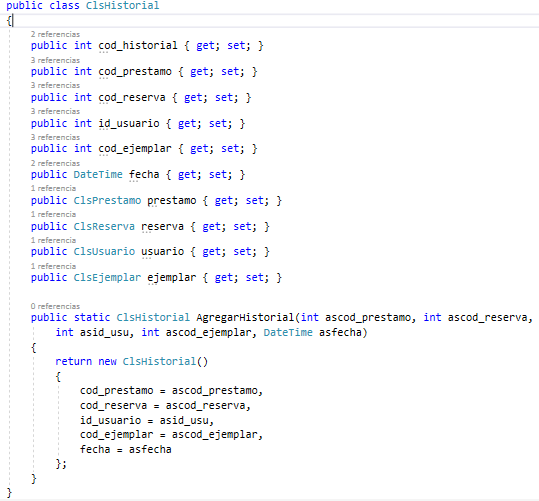 public class ClsHistorial
{
2 referencias
public int cod_historial { get; set; }
3 referencias
public int cod_prestamo { get; set; }
3 referencias
public int cod_reserva { get; set; }
3 referencias
public int id_usuario { get; set; }
3 referencias
public int cod_ejemplar { get; set; }
2 referencias
public DateTime fecha { get; set; }
1 referencia
public ClsPrestamo prestamo { get; set; }
1 referencia
public ClsReserva reserva { get; set; }
1 referencia
public ClsUsuario usuario { get; set; }
1 referencia
public ClsEjemplar ejemplar { get; set; }
0 referencias
public static ClsHistorial AgregarHistorial(int ascod_prestamo, int ascod_reserva,
int asid_usu, int ascod_ejemplar, DateTime asfecha)
{
return new ClsHistorial()
{
cod_prestamo = ascod_prestamo,
cod_reserva = ascod_reserva,
id_usuario = asid_usu,
cod_ejemplar = ascod_ejemplar,
fecha = asfecha
};
}
}